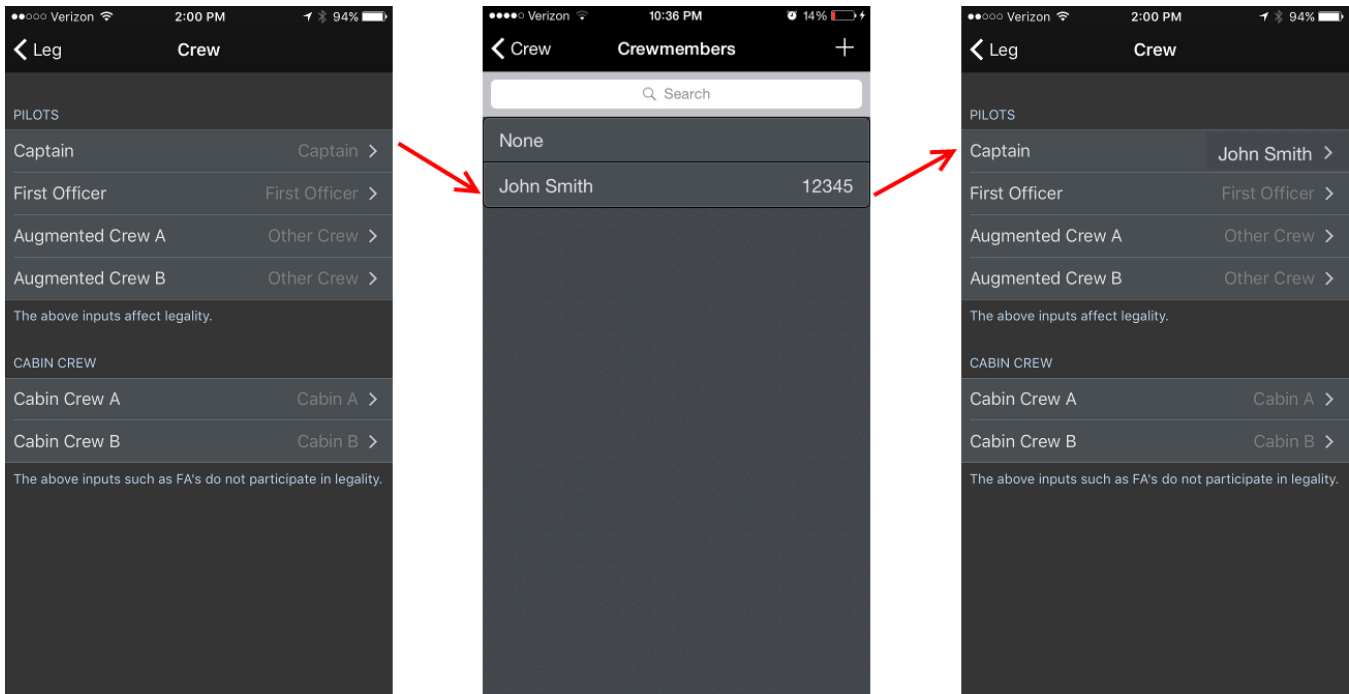 Verizon 2:00 PM 94%
Leg Crew
PILOTS
Captain Captain
First Officer First Officer
Augmented Crew A Other Crew
Augmented Crew B Other Crew
The above inputs affect legality.
CABIN CREW
Cabin Crew A Cabin A
Cabin Crew B Cabin B
The above inputs such as FA's do not participate in legality.
Verizon 10:36 PM 14%
Crew Crewmembers +
Search
None
John Smith 12345
Verizon 2:00 PM 94%
Leg Crew
PILOTS
Captain John Smith
First Officer First Officer
Augmented Crew A Other Crew
Augmented Crew B Other Crew
The above inputs affect legality.
CABIN CREW
Cabin Crew A Cabin A
Cabin Crew B Cabin B
The above inputs such as FA's do not participate in legality.